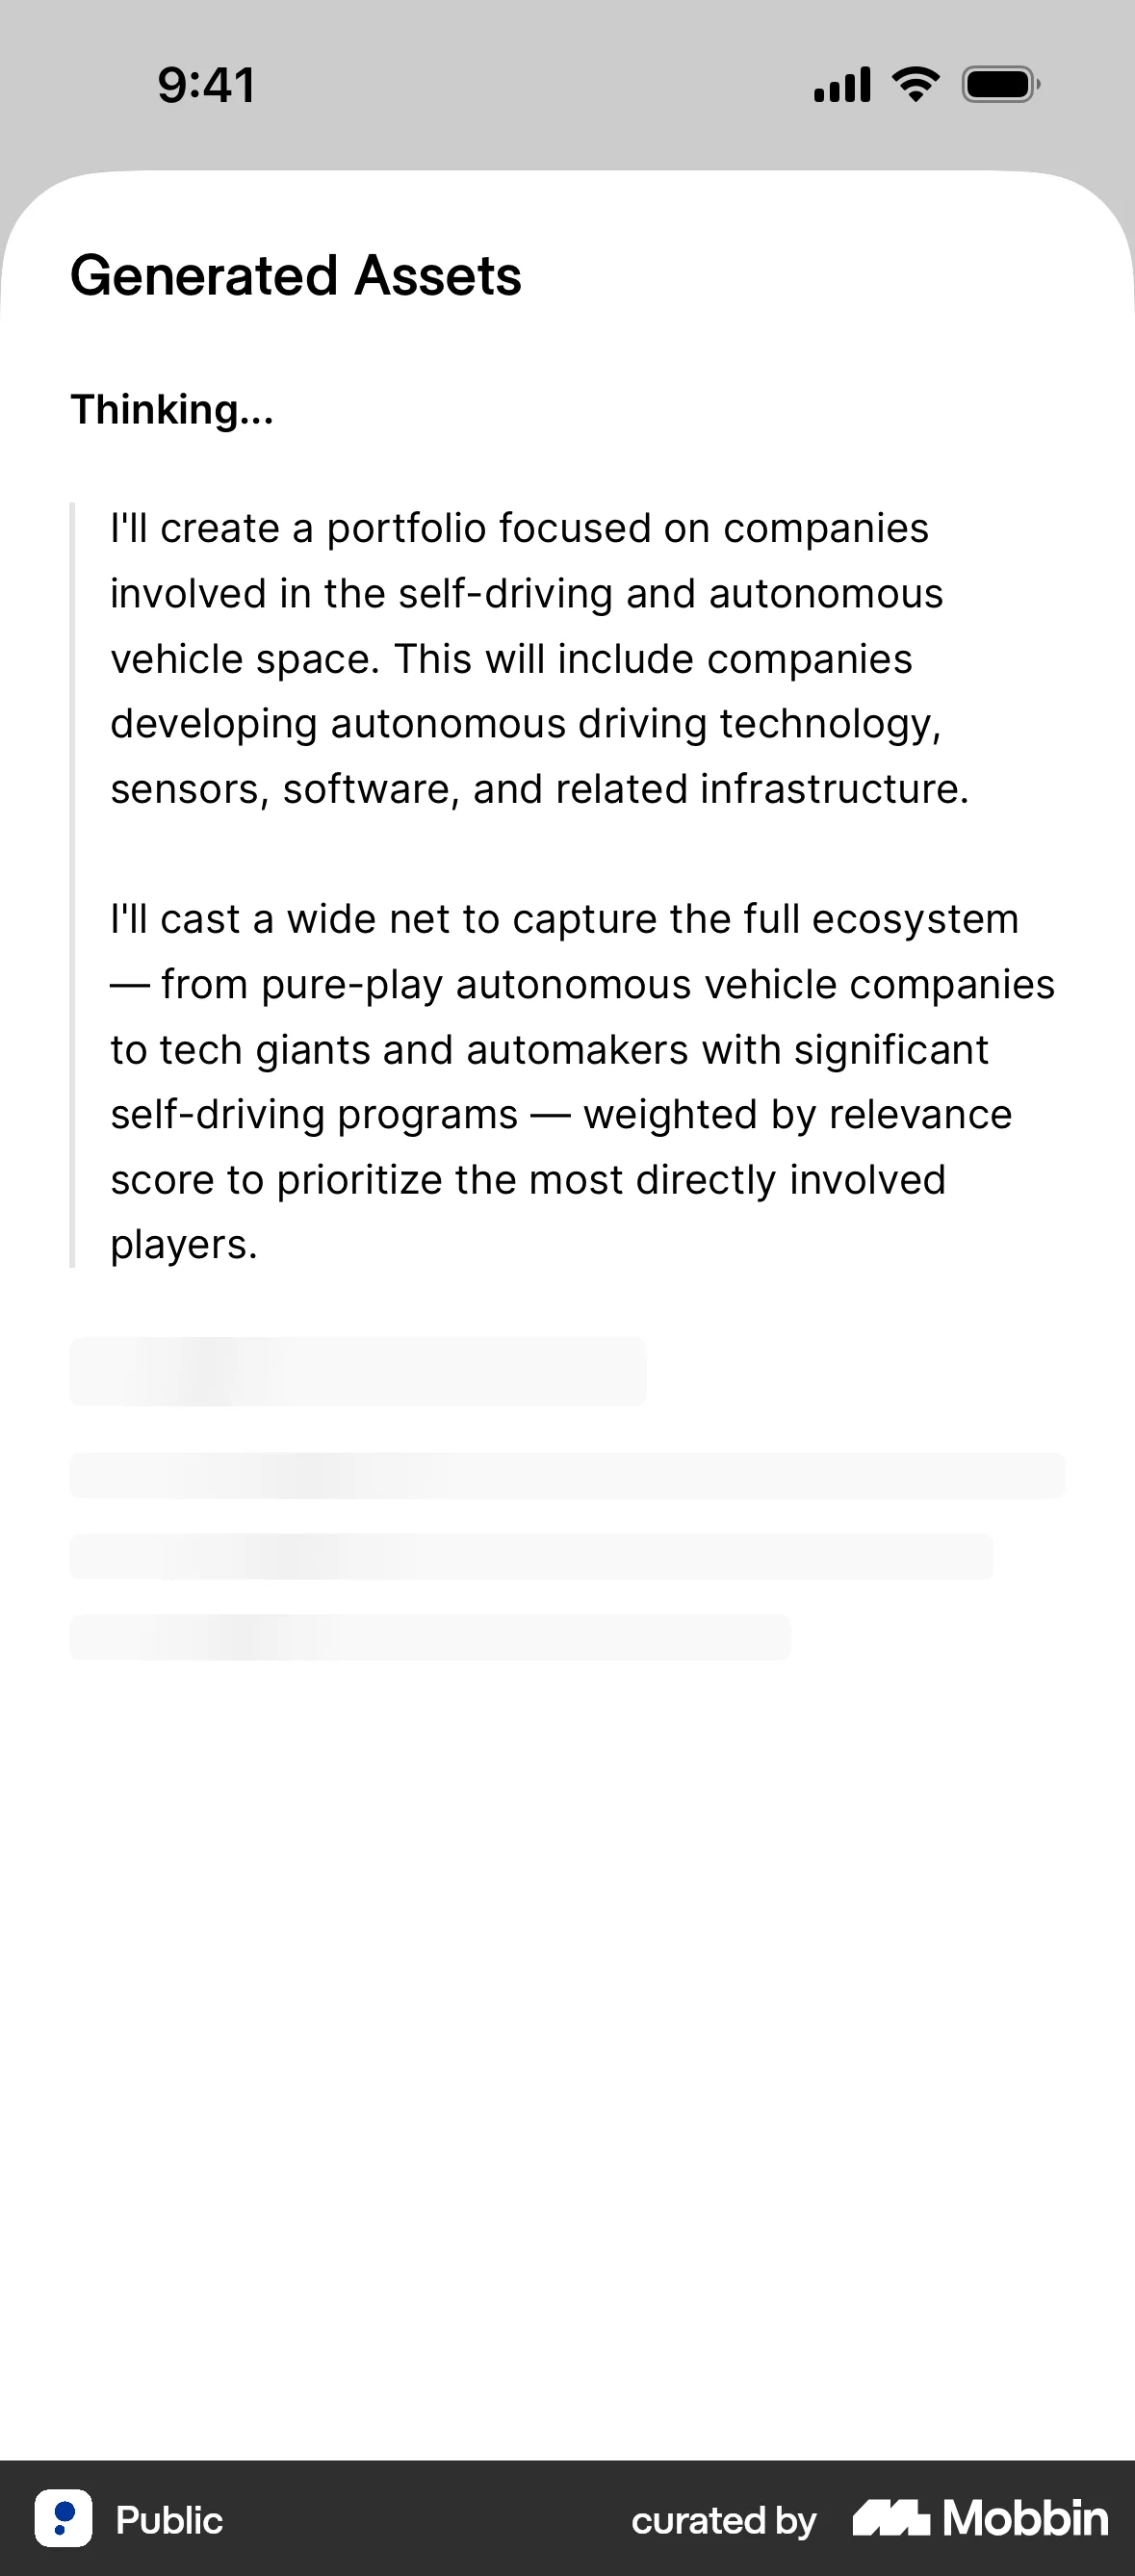 9:41
Generated Assets
Thinking...
I'll create a portfolio focused on companies
involved in the self-driving and autonomous
vehicle space. This will include companies
developing autonomous driving technology,
sensors, software, and related infrastructure.
I'll cast a wide net to capture the full ecosystem
— from pure-play autonomous vehicle companies
to tech giants and automakers with significant
self-driving programs — weighted by relevance
score to prioritize the most directly involved
players.
Public
curated by Mobbin